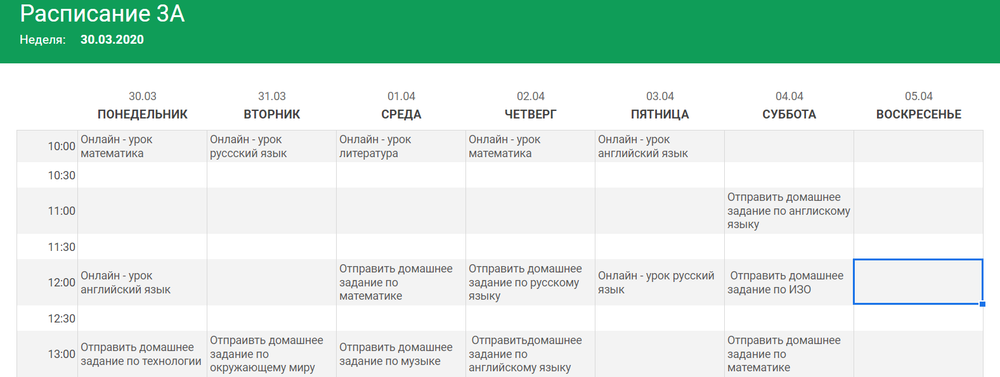 Расписание 3А
Неделя: 30.03.2020
30.03 31.03 01.04 02.04 03.04 04.04 05.04
ПОНЕДЕЛЬНИК ВТОРНИК СРЕДА ЧЕТВЕРГ ПЯТНИЦА СУББОТА ВОСКРЕСЕНЬЕ
10:00
Онлайн - урок
математика
Онлайн - урок
руссский язык
Онлайн - урок
литература
Онлайн - урок
математика
Онлайн - урок
английский язык
10:30
11:00
Отправить домашнее
задание по англискому
языку
11:30
12:00
Онлайн - урок
английский язык
Отправить домашнее
задание по
математике
Отправить домашнее
задание по русскому
языку
Онлайн - урок русский
язык
Отправить домашнее
задание по ИЗО
12:30
13:00
Отправить домашнее
задание по технологии
Отпраивть домашнее
задание по
окружающему миру
Отправить домашнее
задание по музыке
Отправитьдомашнее
задание по
английскому языку
Отправить домашнее
задание по
математике